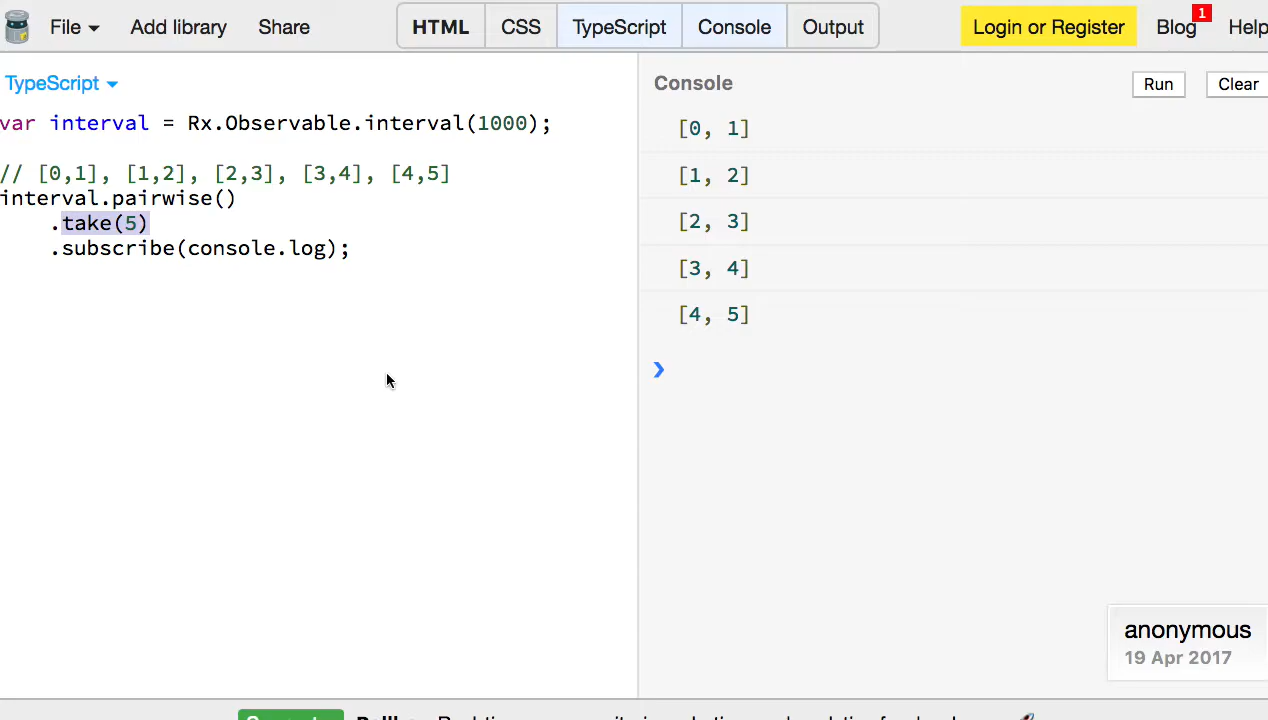 File Add library Share HTML CSS TypeScript Console Output Login or Register Blog 1 Help
TypeScript
var interval = Rx.Observable.interval(1000);
// [0,1], [1,2], [2,3], [3,4], [4,5]
interval.pairwise()
.take(5)
.subscribe(console.log);
Console Run Clear
[0, 1]
[1, 2]
[2, 3]
[3, 4]
[4, 5]
anonymous
19 Apr 2017